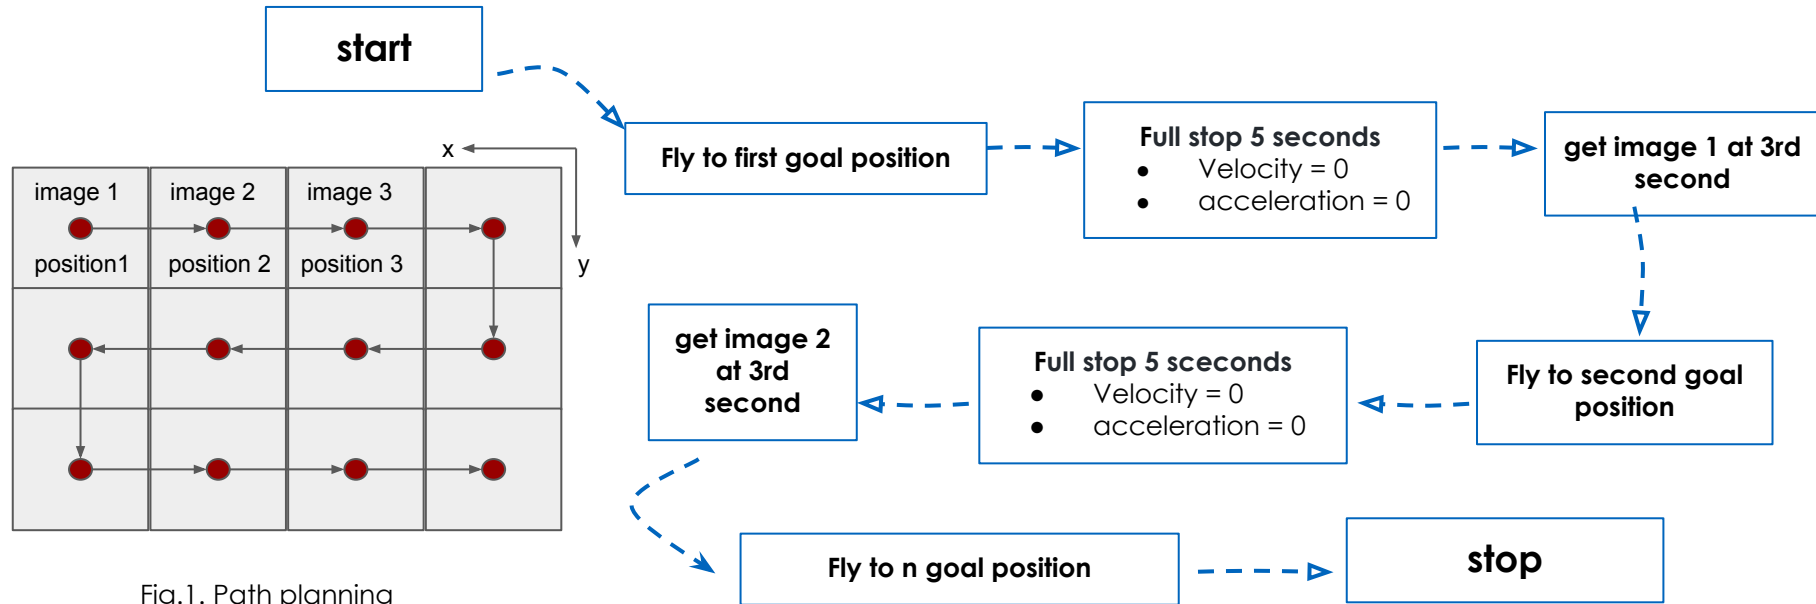 start
Fly to first goal position
Full stop 5 seconds
● Velocity = 0
● acceleration = 0
get image 1 at 3rd
second
x
y
image 1
image 2
image 3
position1
position 2
position 3
get image 2
at 3rd
second
Full stop 5 sceconds
● Velocity = 0
● acceleration = 0
Fly to second goal
position
Fly to n goal position
stop
Fig.1. Path planning